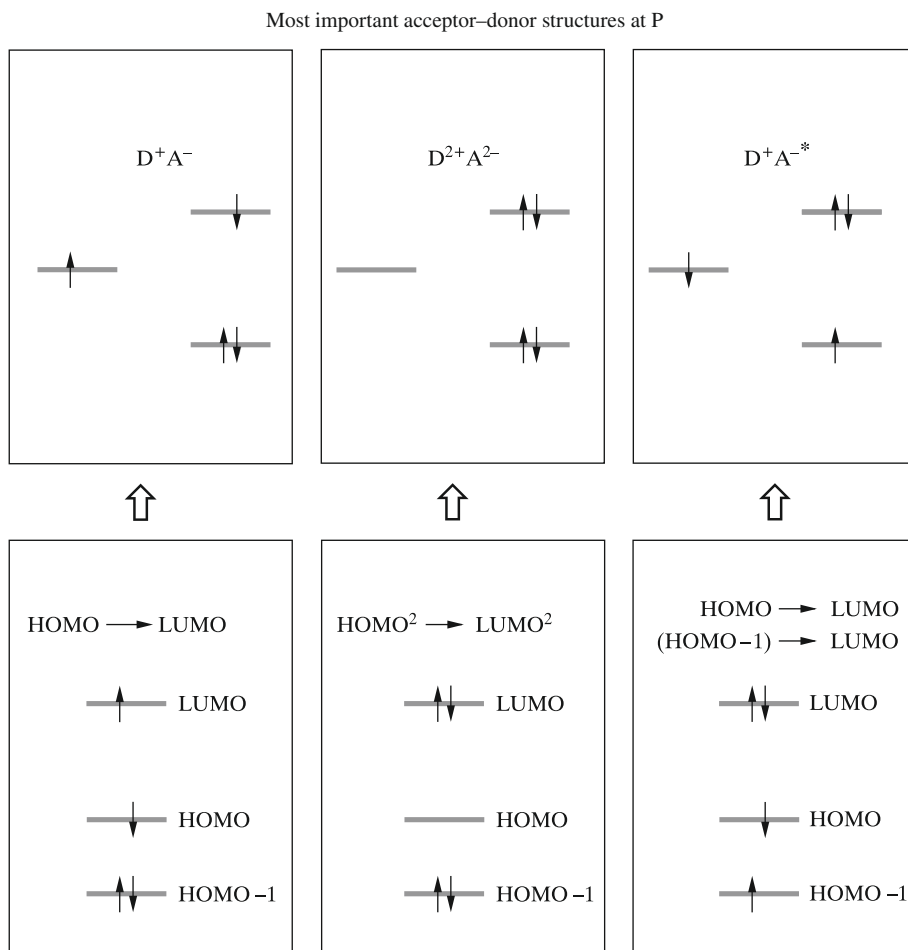 Most important acceptor–donor structures at P
D⁺A⁻
D²⁺A²⁻
D⁺A⁻*
HOMO → LUMO
LUMO
HOMO
HOMO –1
HOMO² → LUMO²
LUMO
HOMO
HOMO –1
HOMO → LUMO
(HOMO –1) → LUMO
LUMO
HOMO
HOMO –1